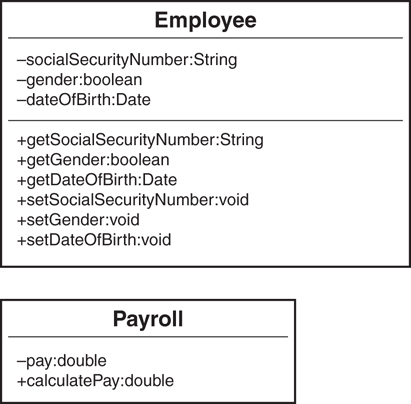 Employee
–socialSecurityNumber:String
–gender:boolean
–dateOfBirth:Date
+getSocialSecurityNumber:String
+getGender:boolean
+getDateOfBirth:Date
+setSocialSecurityNumber:void
+setGender:void
+setDateOfBirth:void
Payroll
–pay:double
+calculatePay:double